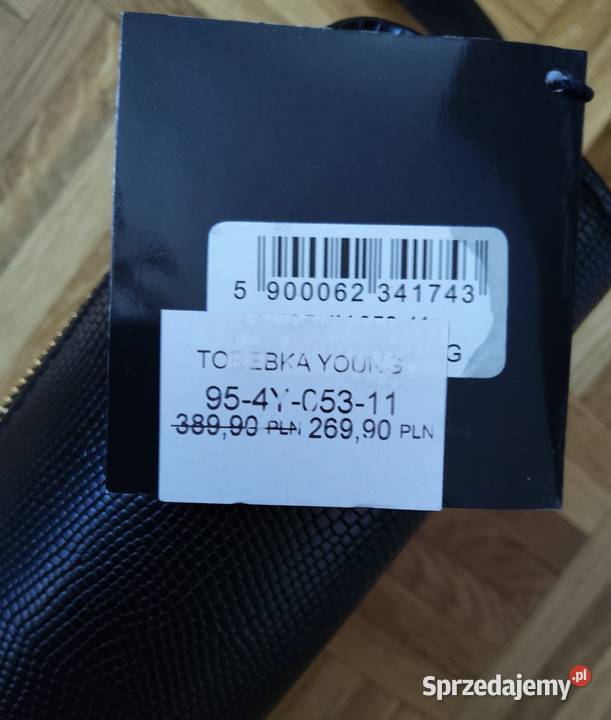 5 900062 341743
G
TOREBKA YOUNG
95-4Y-053-11
389,90 PLN 269,90 PLN
Sprzedajemy.pl